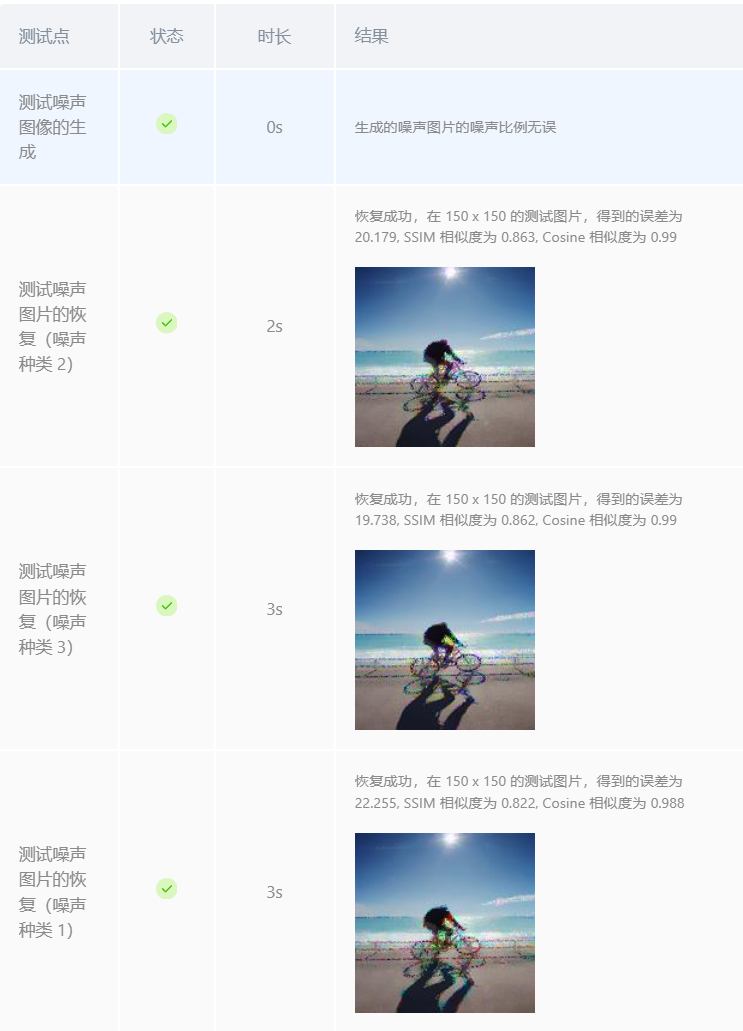 测试点 状态 时长 结果
测试噪声
图像的生
成
0s
生成的噪声图片的噪声比例无误
测试噪声
图片的恢
复（噪声
种类 2）
2s
恢复成功，在 150 x 150 的测试图片，得到的误差为
20.179, SSIM 相似度为 0.863, Cosine 相似度为 0.99
测试噪声
图片的恢
复（噪声
种类 3）
3s
恢复成功，在 150 x 150 的测试图片，得到的误差为
19.738, SSIM 相似度为 0.862, Cosine 相似度为 0.99
测试噪声
图片的恢
复（噪声
种类 1）
3s
恢复成功，在 150 x 150 的测试图片，得到的误差为
22.255, SSIM 相似度为 0.822, Cosine 相似度为 0.988